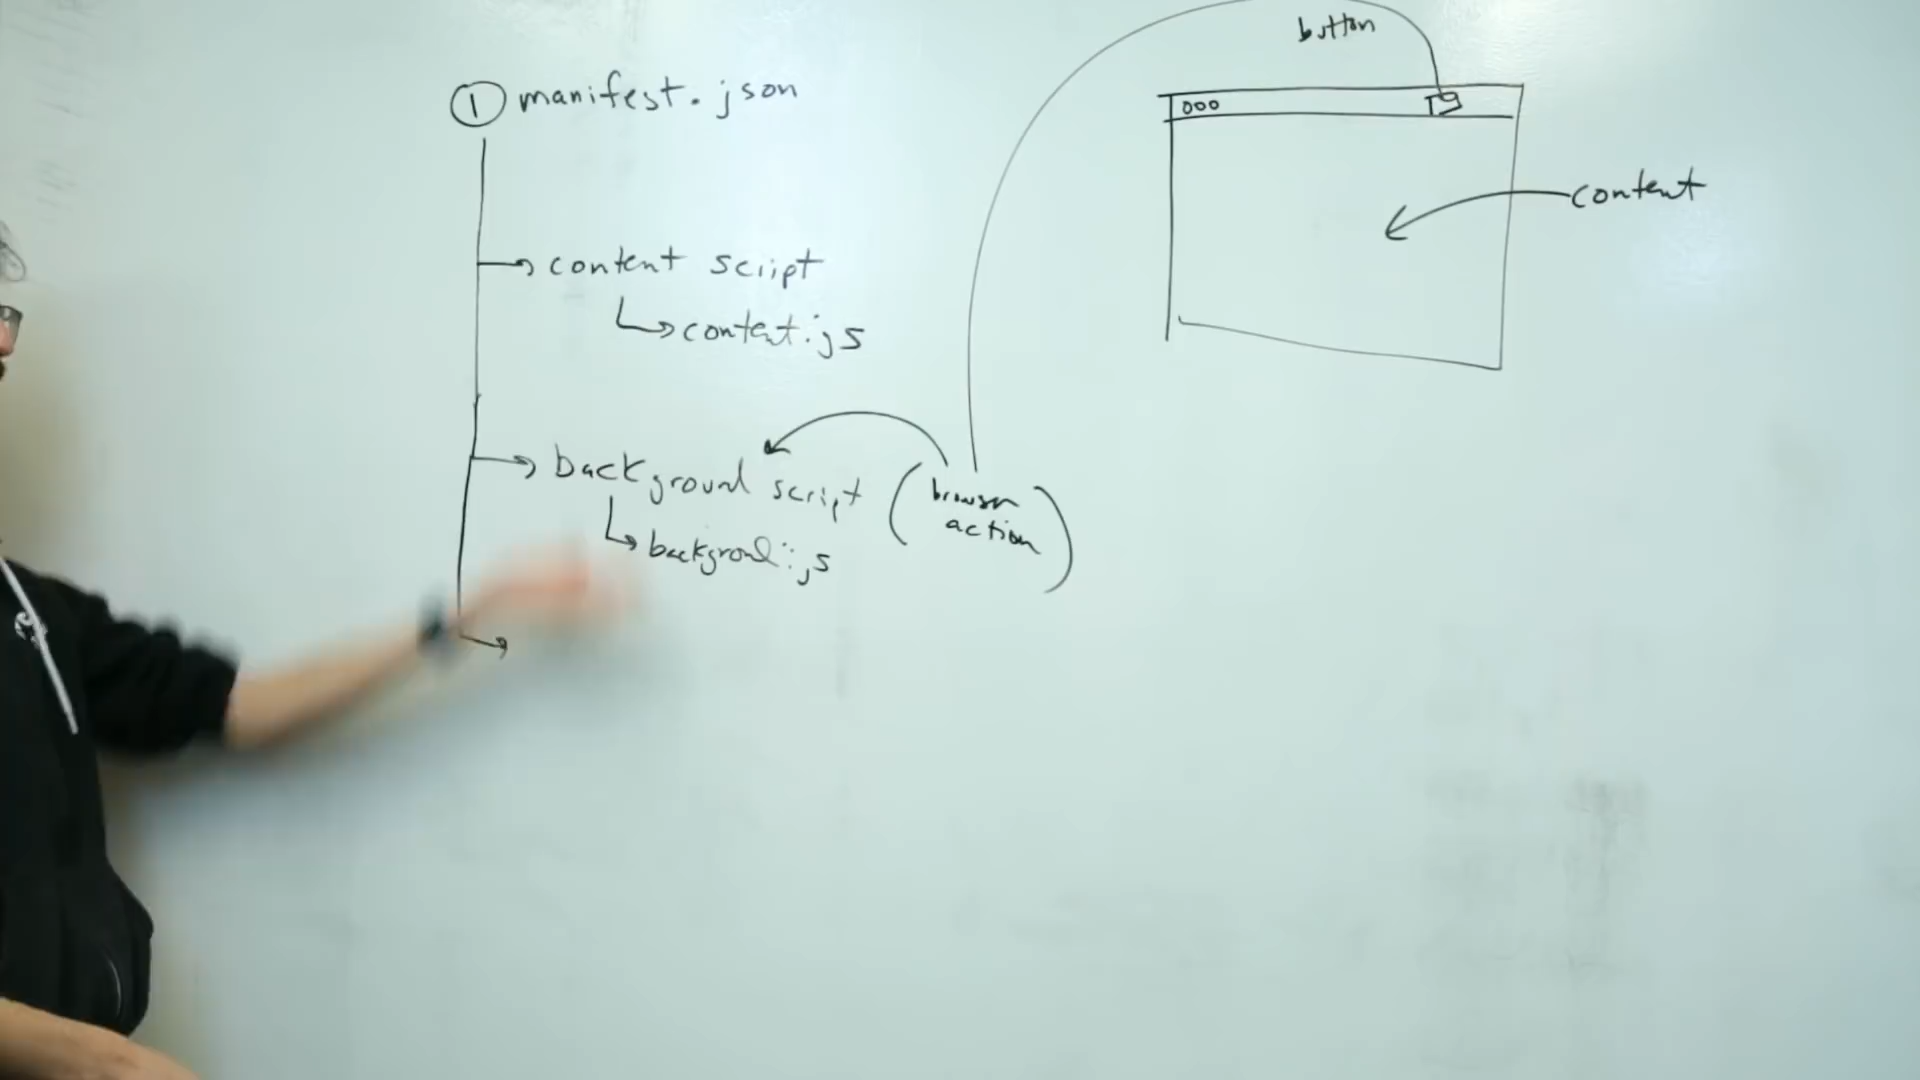 button
① manifest.json
ooo
content
content script
content.js
background script
(browser
action)
background.js